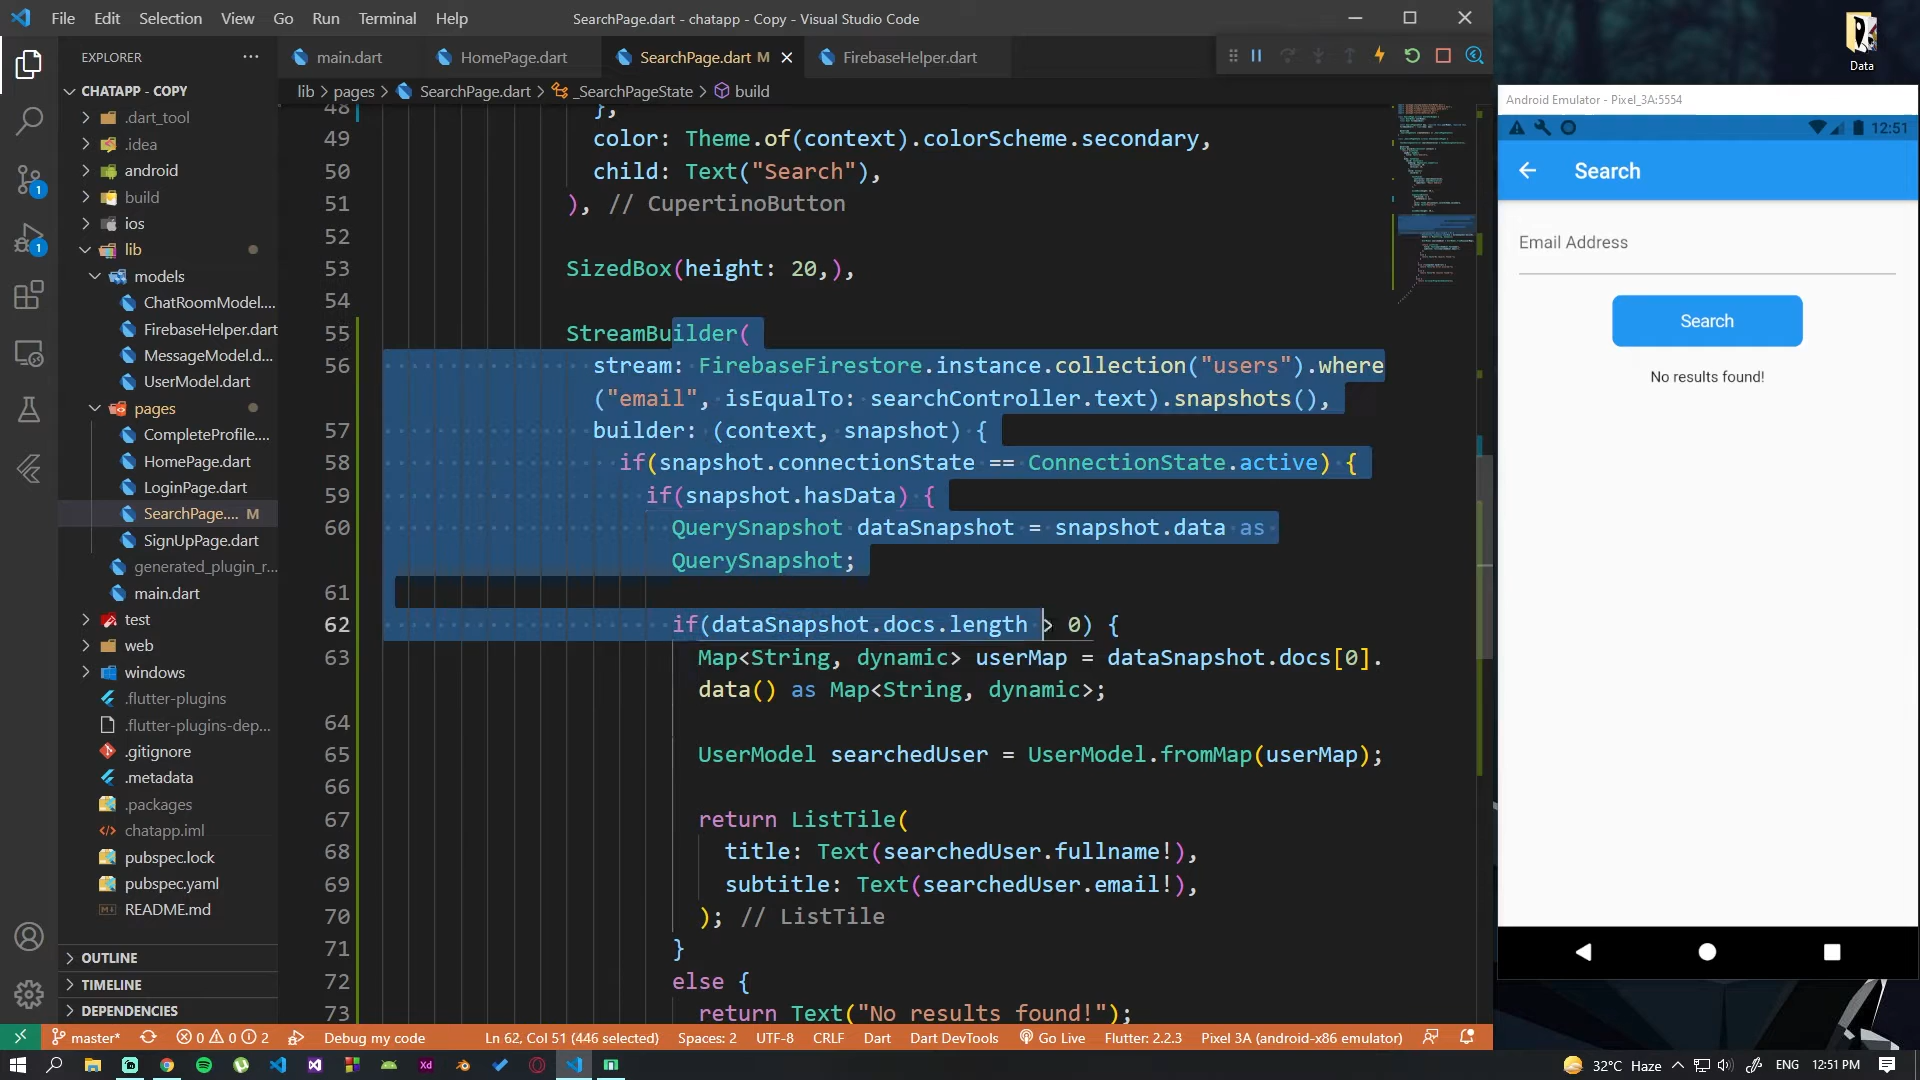 File Edit Selection View Go Run Terminal Help
SearchPage.dart - chatapp - Copy - Visual Studio Code
EXPLORER
CHATAPP - COPY
.dart_tool
.idea
android
build
ios
lib
models
ChatRoomModel....
FirebaseHelper.dart
MessageModel.d...
UserModel.dart
pages
CompleteProfile....
HomePage.dart
LoginPage.dart
SearchPage.... M
SignUpPage.dart
generated_plugin_r...
main.dart
test
web
windows
.flutter-plugins
.flutter-plugins-dep...
.gitignore
.metadata
.packages
chatapp.iml
pubspec.lock
pubspec.yaml
README.md
OUTLINE
TIMELINE
DEPENDENCIES
main.dart HomePage.dart SearchPage.dart M FirebaseHelper.dart
lib > pages > SearchPage.dart > _SearchPageState > build
48 },
49 color: Theme.of(context).colorScheme.secondary,
50 child: Text("Search"),
51 ), // CupertinoButton
52
53 SizedBox(height: 20,),
54
55 StreamBuilder(
56 stream: FirebaseFirestore.instance.collection("users").where
("email", isEqualTo: searchController.text).snapshots(),
57 builder: (context, snapshot) {
58 if(snapshot.connectionState == ConnectionState.active) {
59 if(snapshot.hasData) {
60 QuerySnapshot dataSnapshot = snapshot.data as
QuerySnapshot;
61
62 if(dataSnapshot.docs.length > 0) {
63 Map<String, dynamic> userMap = dataSnapshot.docs[0].
data() as Map<String, dynamic>;
64
65 UserModel searchedUser = UserModel.fromMap(userMap);
66
67 return ListTile(
68 title: Text(searchedUser.fullname!),
69 subtitle: Text(searchedUser.email!),
70 ); // ListTile
71 }
72 else {
73 return Text("No results found!");
master* 0 0 2 Debug my code Ln 62, Col 51 (446 selected) Spaces: 2 UTF-8 CRLF Dart Dart DevTools Go Live Flutter: 2.2.3 Pixel 3A (android-x86 emulator)
Data
Android Emulator - Pixel_3A:5554
12:51
Search
Email Address
Search
No results found!
32°C Haze ENG 12:51 PM
1
1
Xd